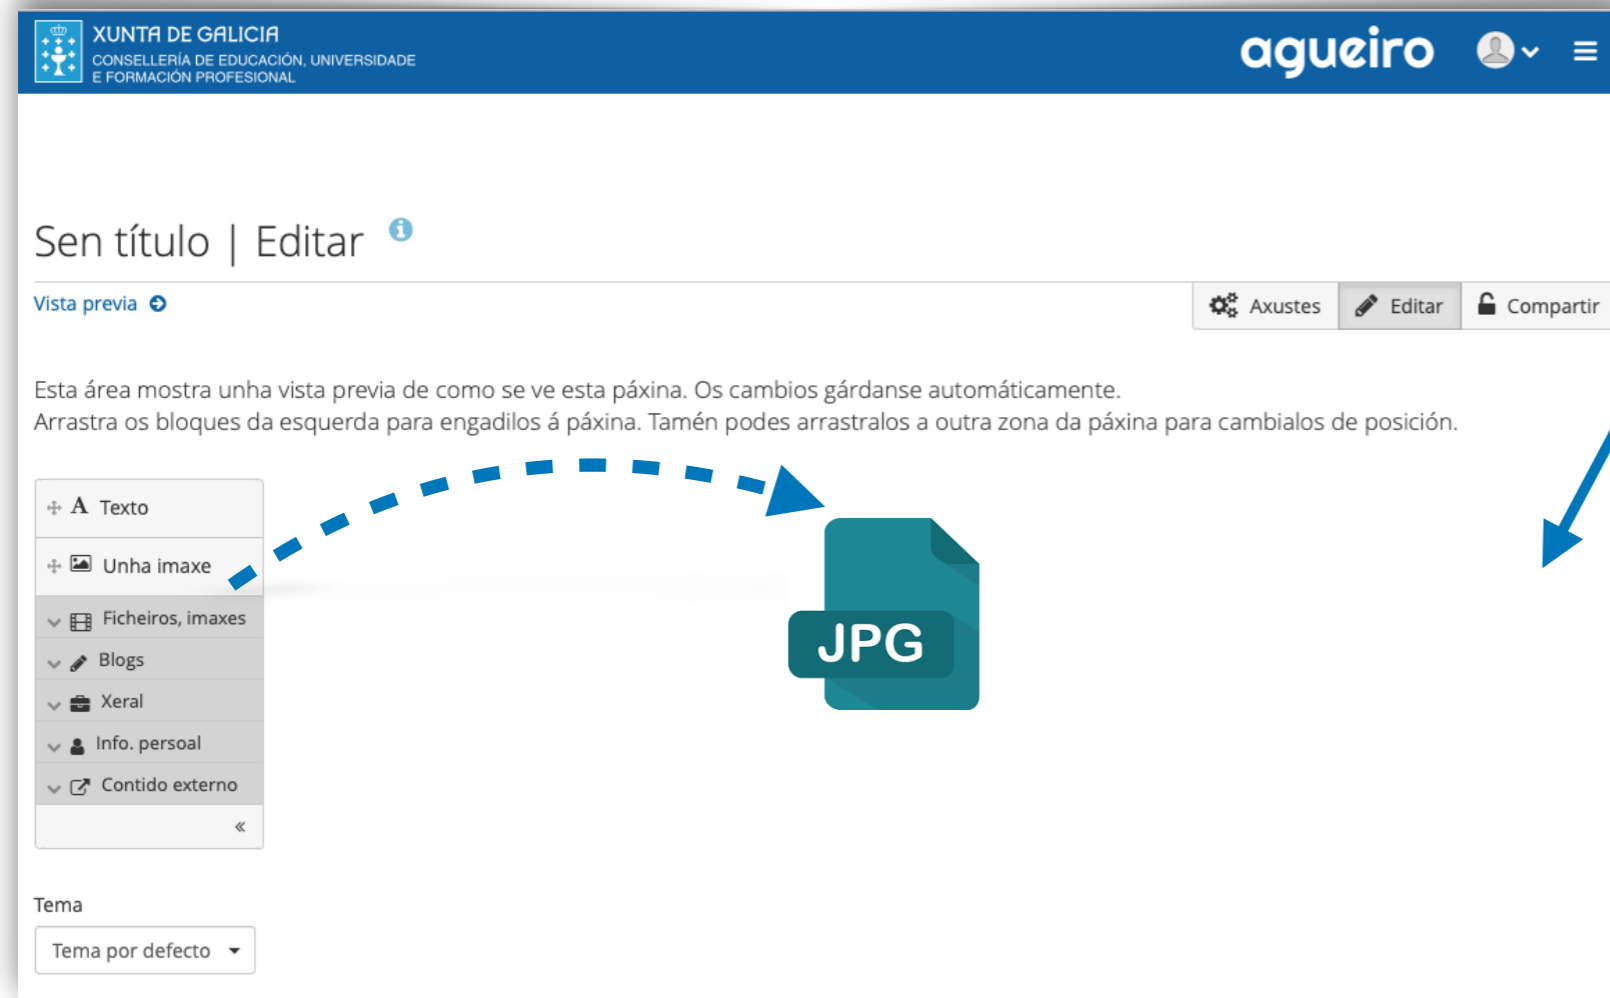 XUNTA DE GALICIA
CONSELLERÍA DE EDUCACIÓN, UNIVERSIDADE
E FORMACIÓN PROFESIONAL
agueiro
Sen título | Editar
Vista previa
Axustes
Editar
Compartir
Esta área mostra unha vista previa de como se ve esta páxina. Os cambios gárdanse automáticamente.
Arrastra os bloques da esquerda para engadilos á páxina. Tamén podes arrastralos a outra zona da páxina para cambialos de posición.
A Texto
Unha imaxe
Ficheiros, imaxes
Blogs
Xeral
Info. persoal
Contido externo
«
JPG
Tema
Tema por defecto